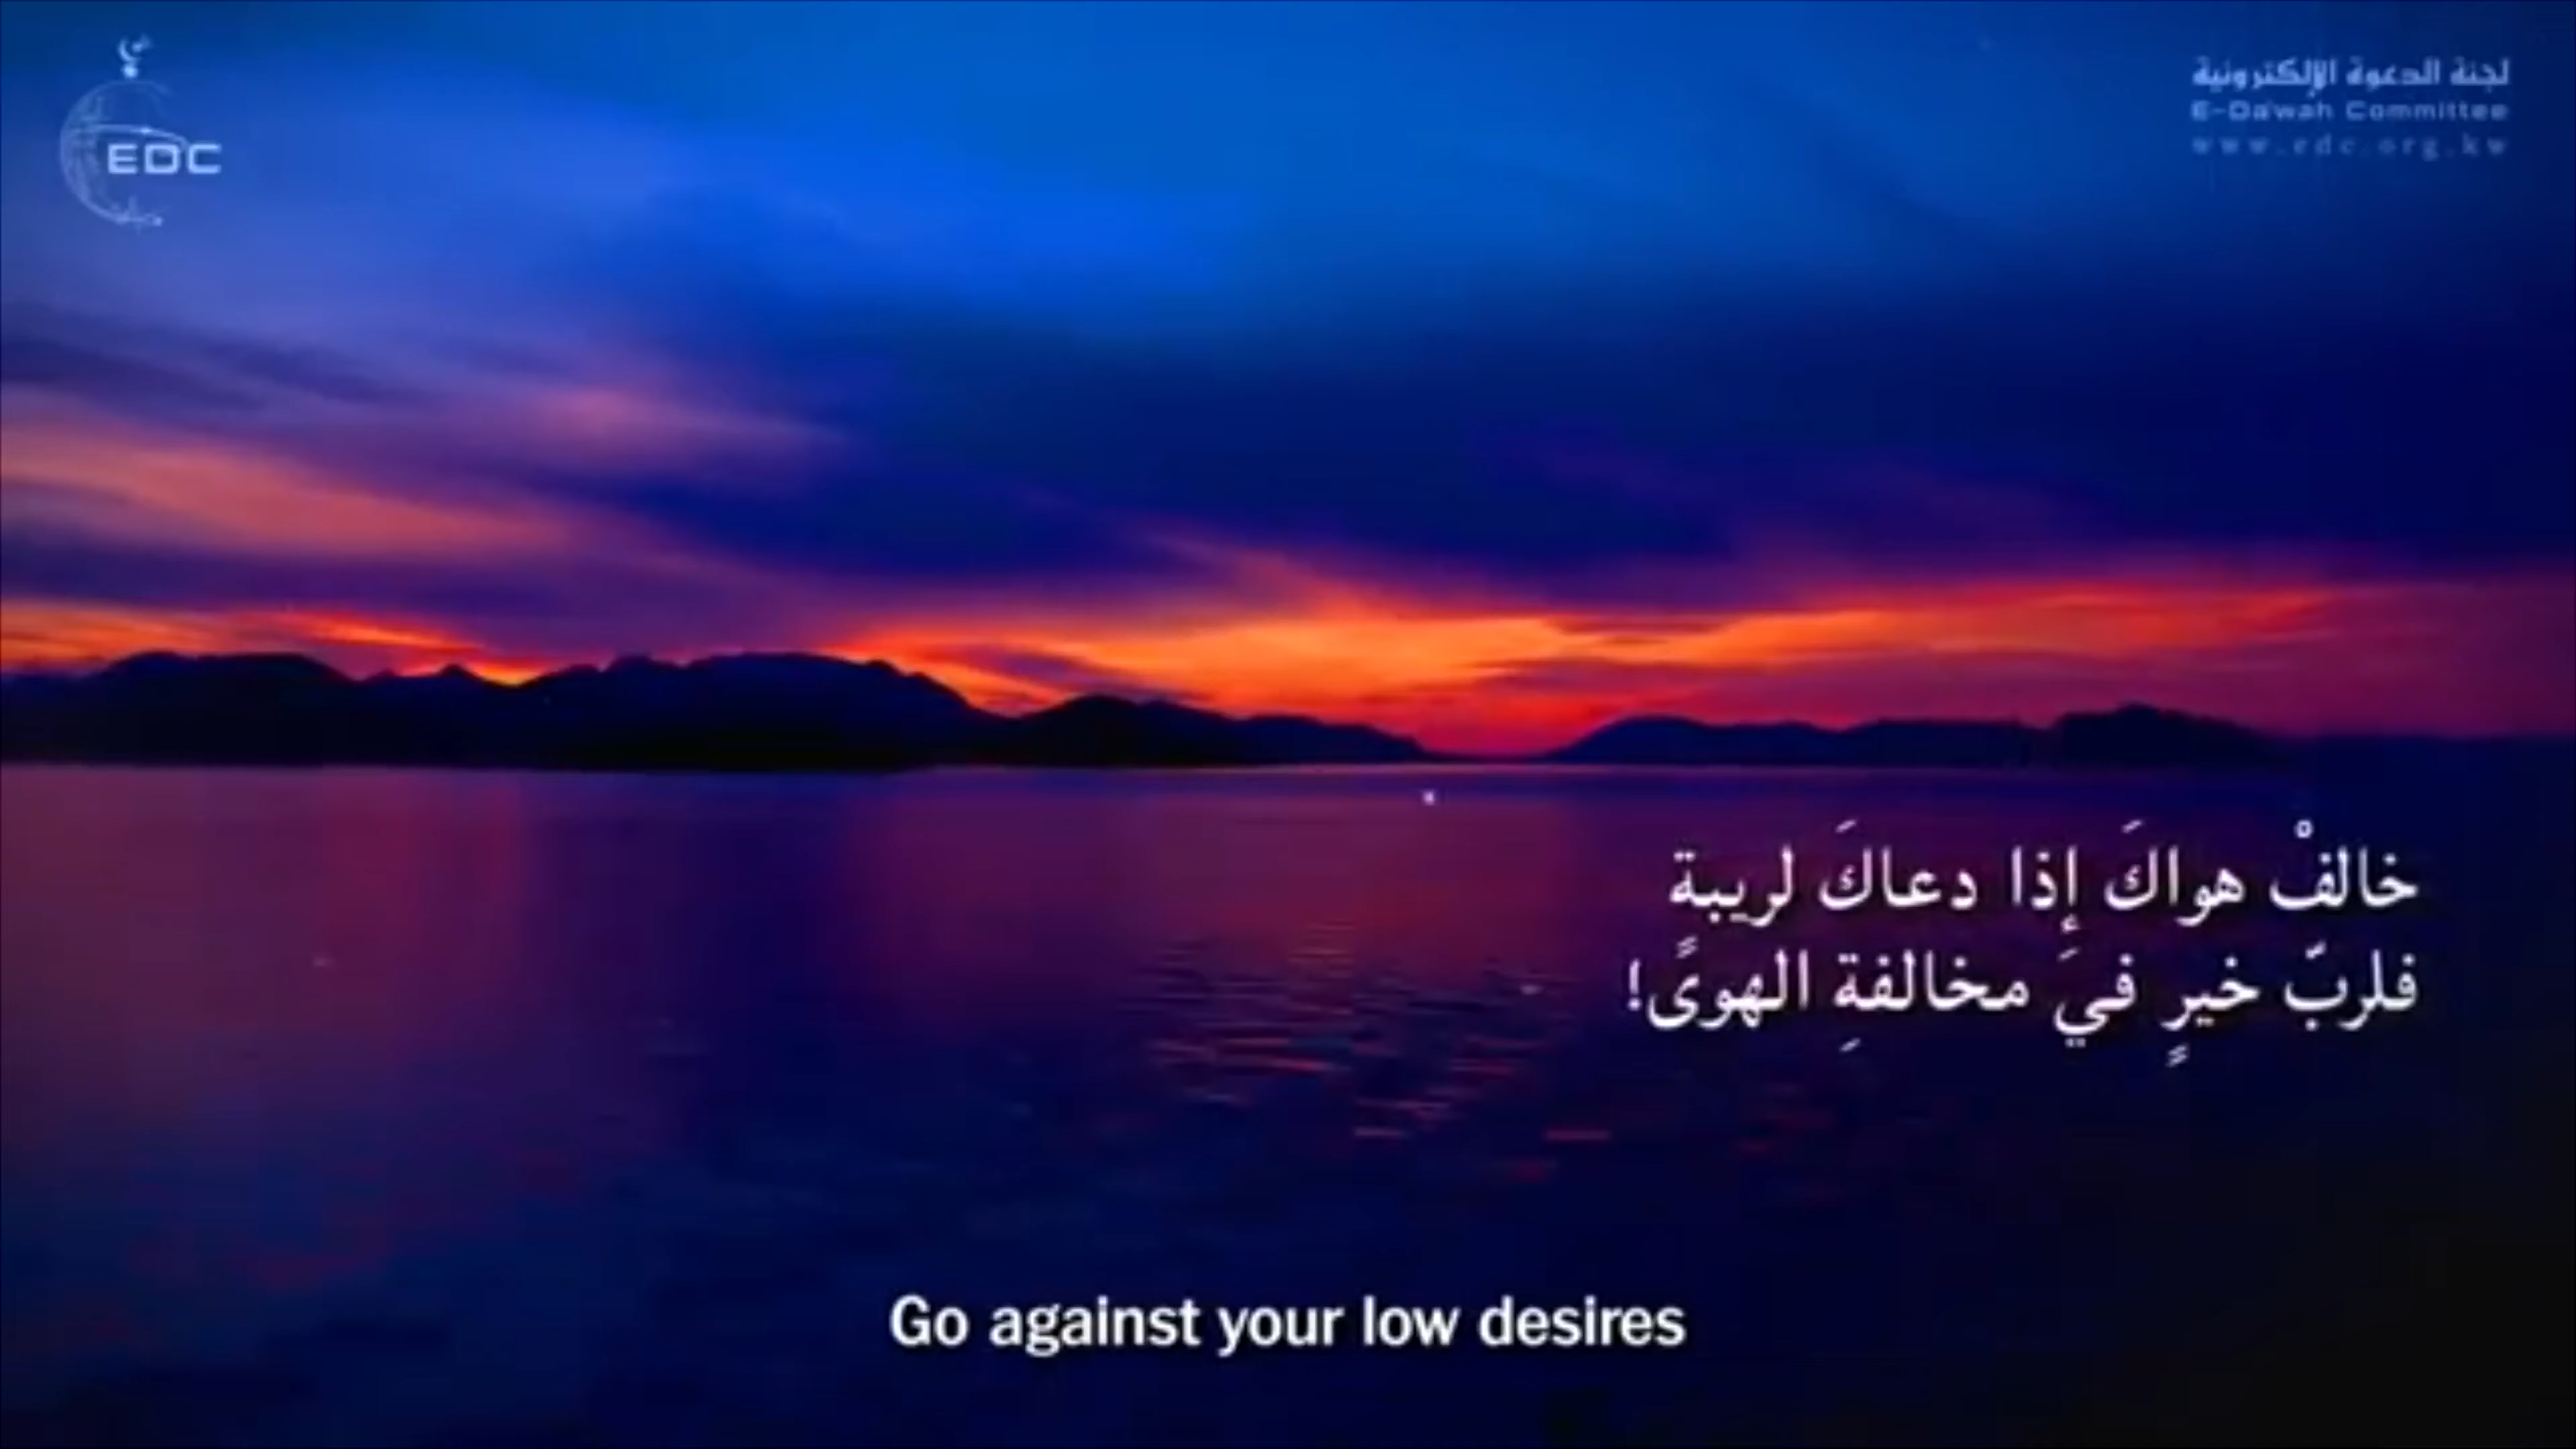 EDC
لجنة الدعوة الإلكترونية
E-Da'wah Committee
www.edc.org.kw
خالفْ هواكَ إِذا دعاكَ لريبة
فلربّ خيرٍ في مخالفةِ الهوىً!
Go against your low desires